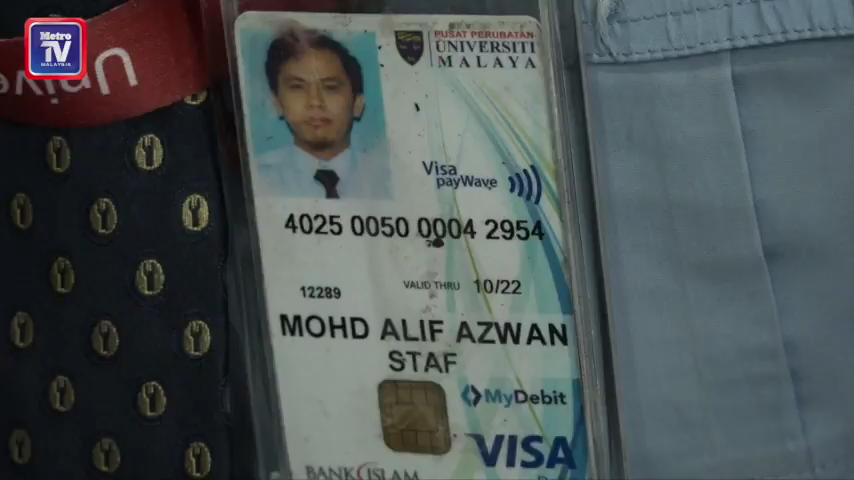 Metro
TV
MALAYSIA
Unive
PUSAT PERUBATAN
UNIVERSITI
MALAYA
Visa
payWave
4025 0050 0004 2954
12289
VALID THRU 10/22
MOHD ALIF AZWAN
STAF
MyDebit
VISA
BANK ISLAM